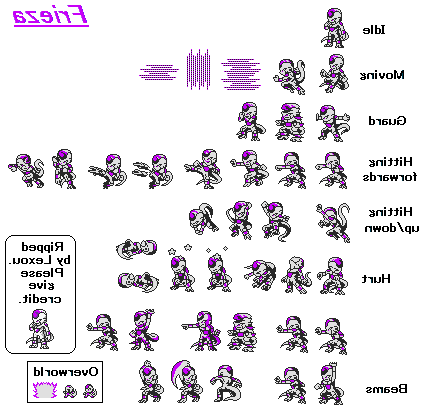 Frieza
Idle
Moving
Guard
Hitting
forwards
Hitting
up/down
Hurt
Beams
Ripped
by Lexou.
Please
give
credit.
Overworld